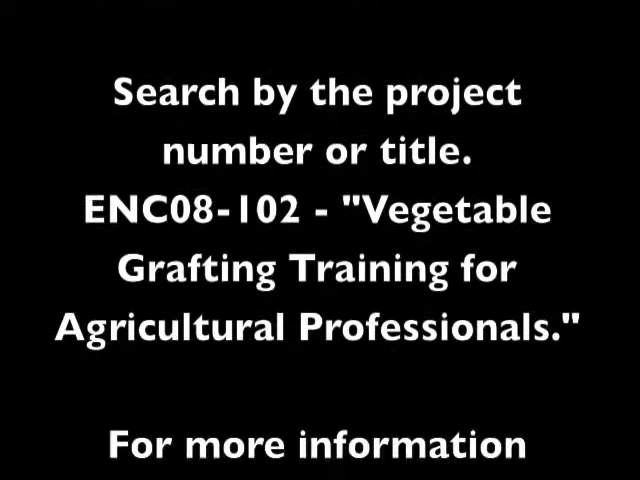 Search by the project
number or title.
ENC08-102 - "Vegetable
Grafting Training for
Agricultural Professionals."
For more information